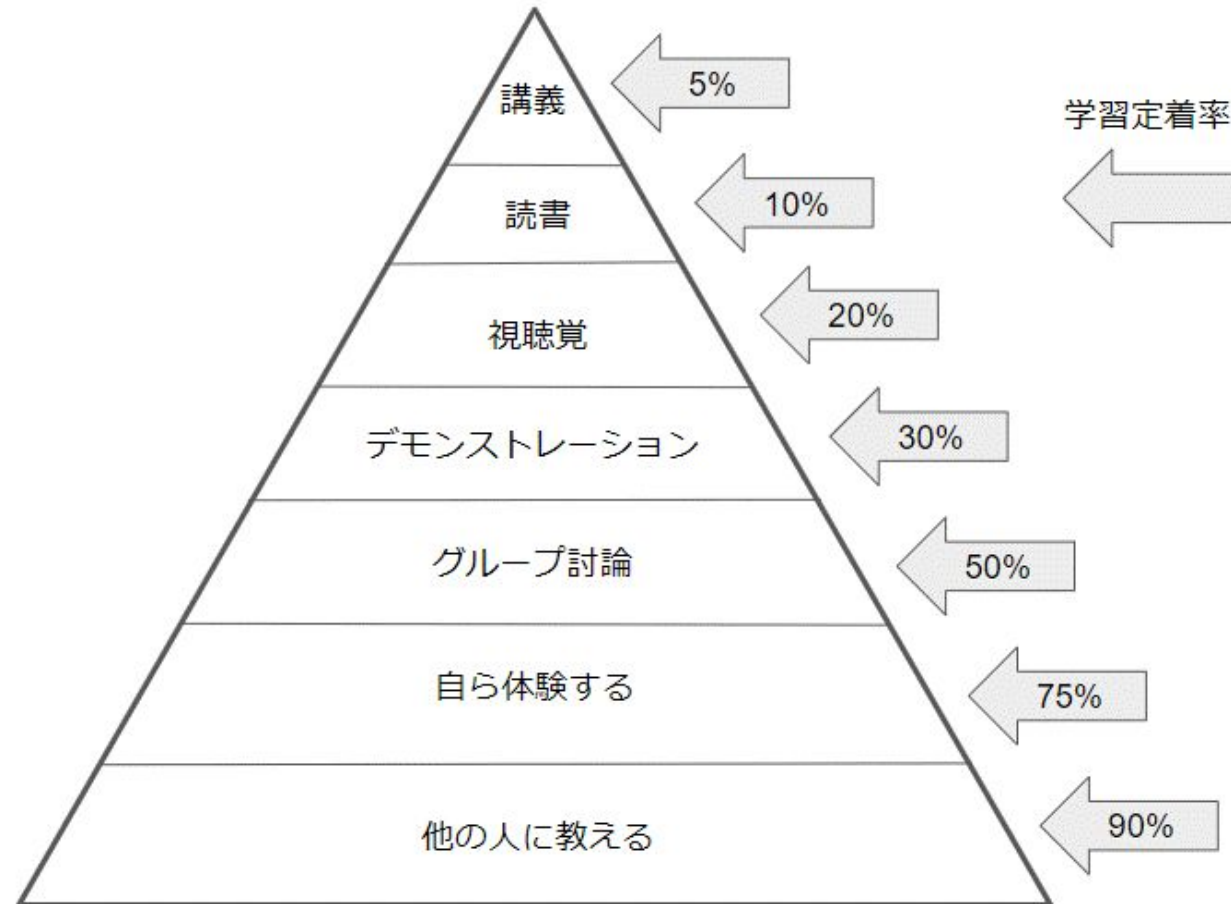 講義
5%
学習定着率
読書
10%
視聴覚
20%
デモンストレーション
30%
グループ討論
50%
自ら体験する
75%
他の人に教える
90%